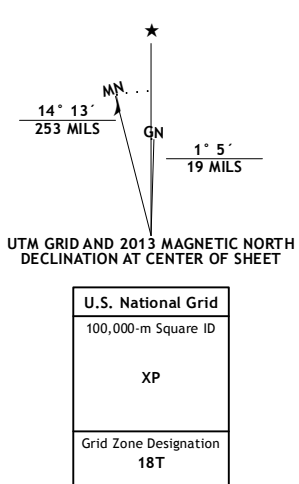 ★
MN
14° 13´
253 MILS
GN
1° 5´
19 MILS
UTM GRID AND 2013 MAGNETIC NORTH
DECLINATION AT CENTER OF SHEET
U.S. National Grid
100,000-m Square ID
XP
Grid Zone Designation
18T